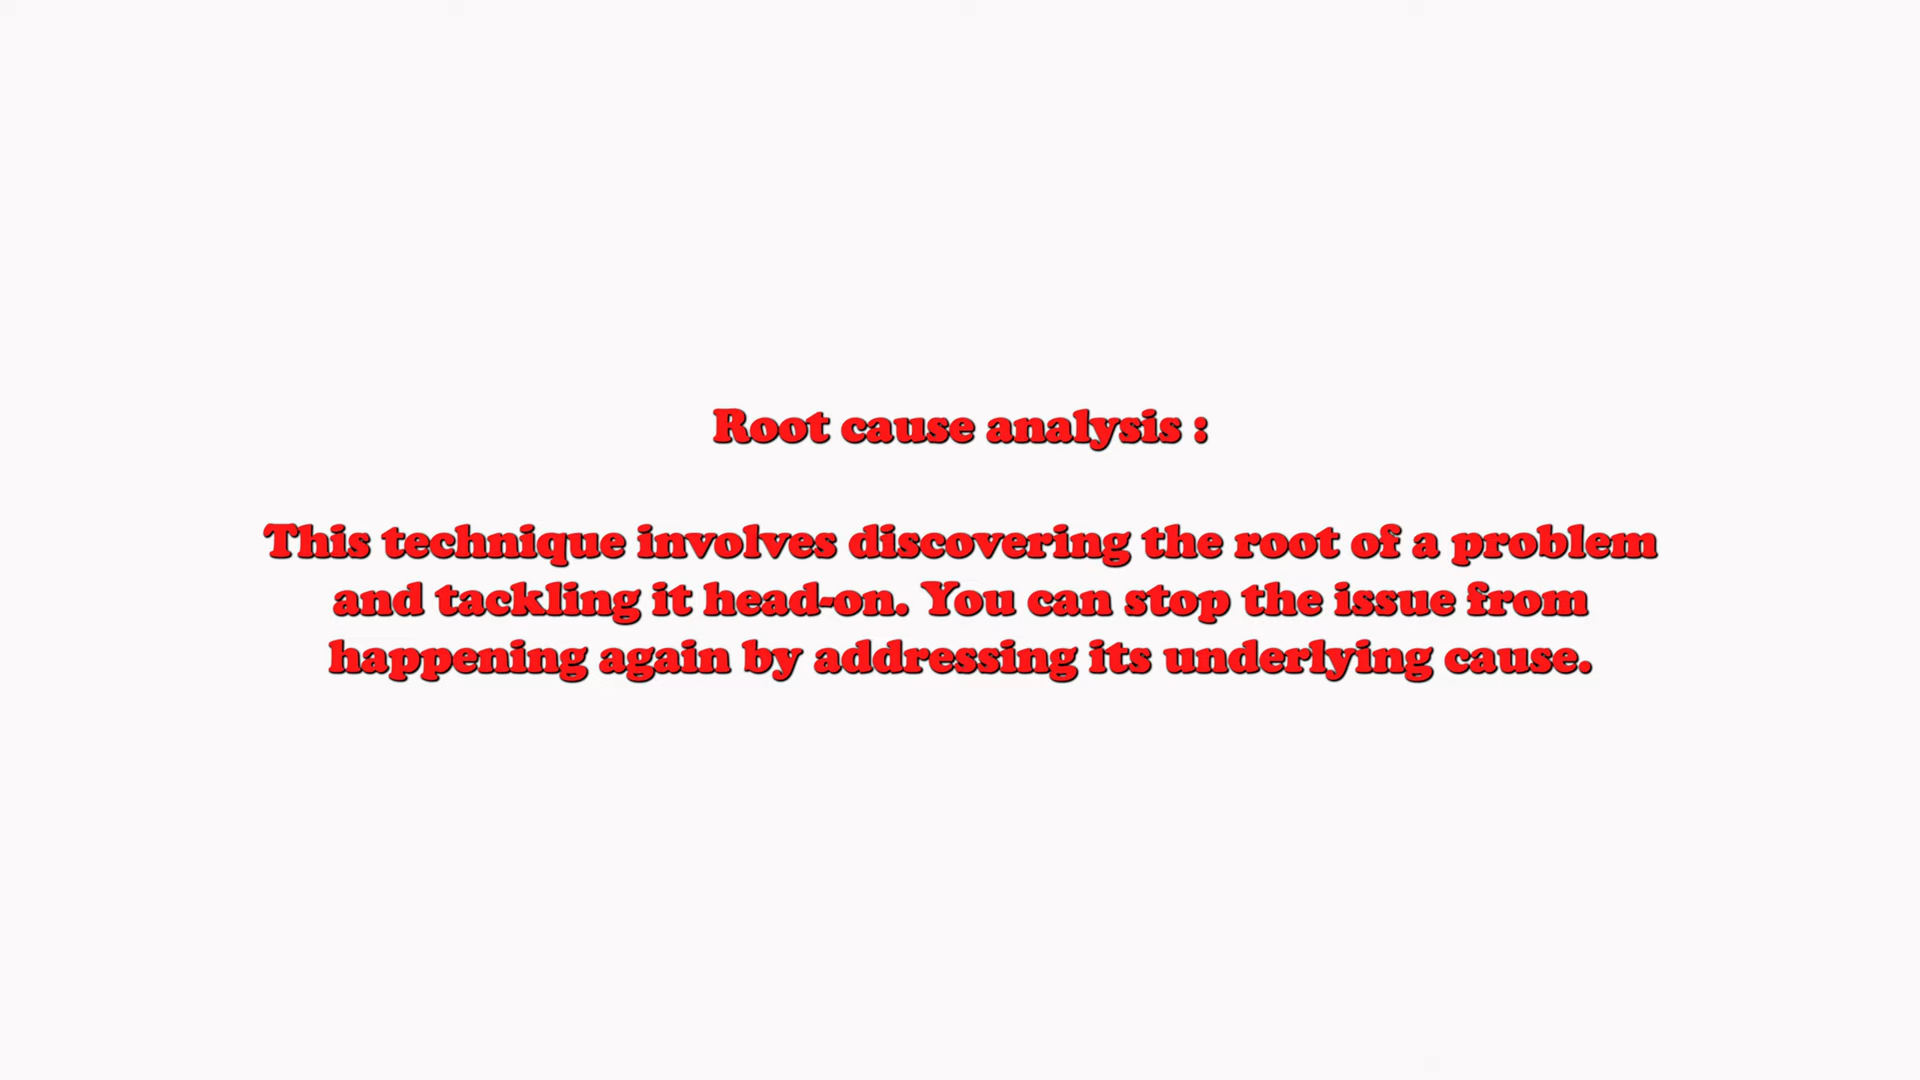 Root cause analysis :
This technique involves discovering the root of a problem
and tackling it head-on. You can stop the issue from
happening again by addressing its underlying cause.